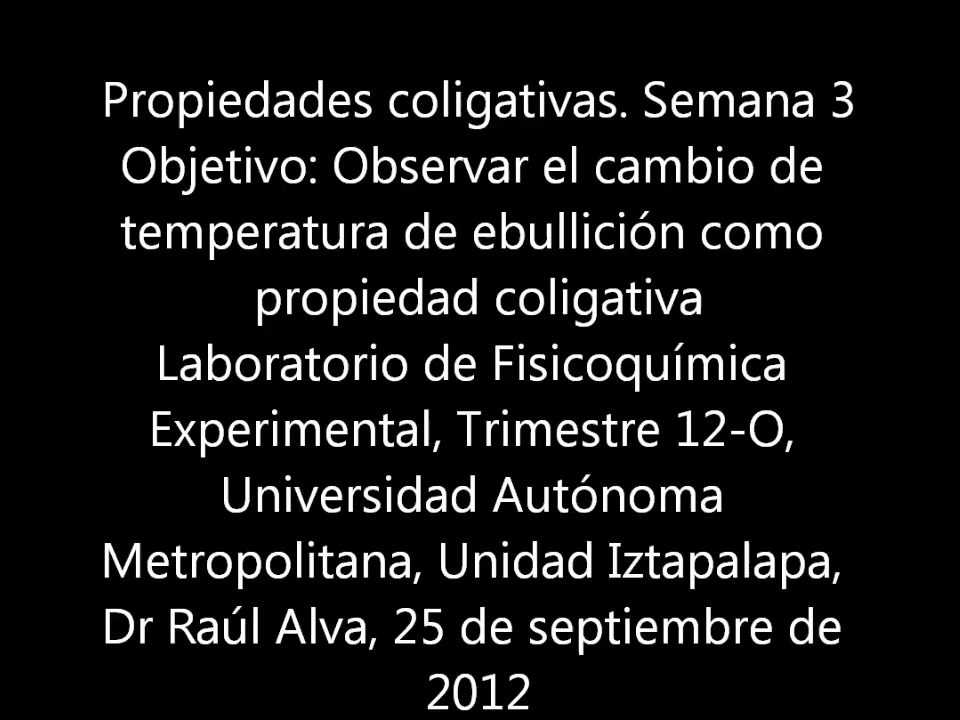 Propiedades coligativas. Semana 3
Objetivo: Observar el cambio de
temperatura de ebullición como
propiedad coligativa
Laboratorio de Fisicoquímica
Experimental, Trimestre 12-O,
Universidad Autónoma
Metropolitana, Unidad Iztapalapa,
Dr Raúl Alva, 25 de septiembre de
2012